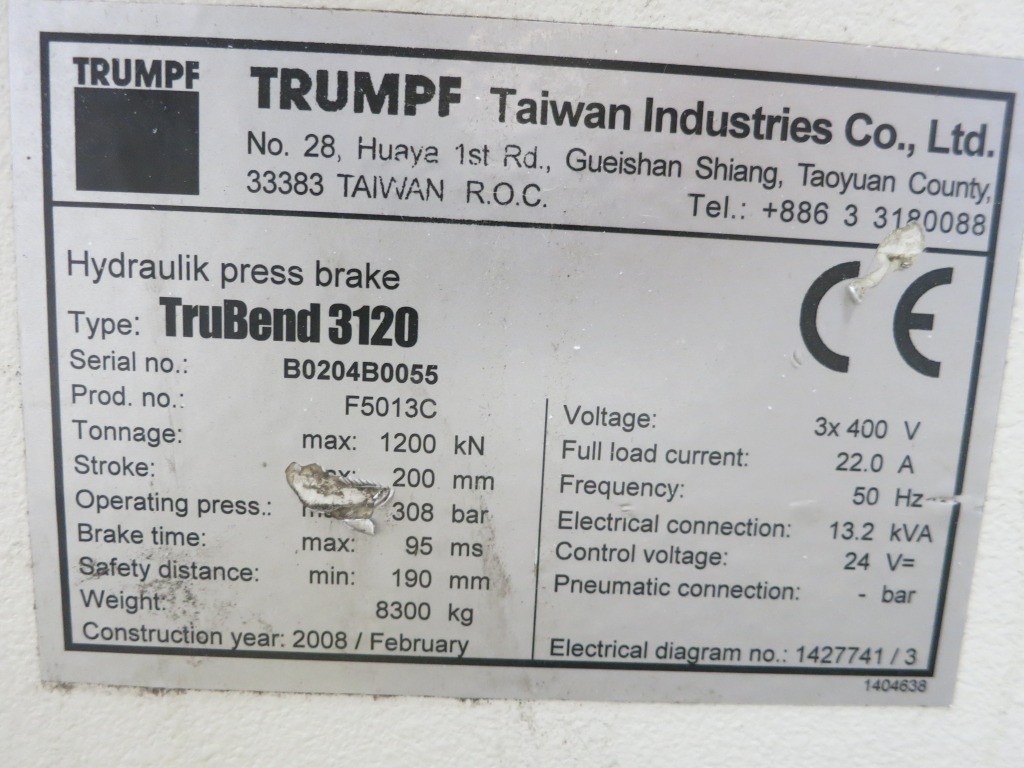 TRUMPF
TRUMPF Taiwan Industries Co., Ltd.
No. 28, Huaya 1st Rd., Gueishan Shiang, Taoyuan County,
33383 TAIWAN R.O.C. Tel.: +886 3 3180088
Hydraulik press brake
Type: TruBend 3120
CE
Serial no.: B0204B0055
Prod. no.: F5013C
Tonnage: max: 1200 kN
Stroke: 200 mm
Operating press.: 308 bar
Brake time: max: 95 ms
Safety distance: min: 190 mm
Weight: 8300 kg
Construction year: 2008 / February
Voltage: 3x 400 V
Full load current: 22.0 A
Frequency: 50 Hz
Electrical connection: 13.2 kVA
Control voltage: 24 V=
Pneumatic connection: - bar
Electrical diagram no.: 1427741 / 3
1404638